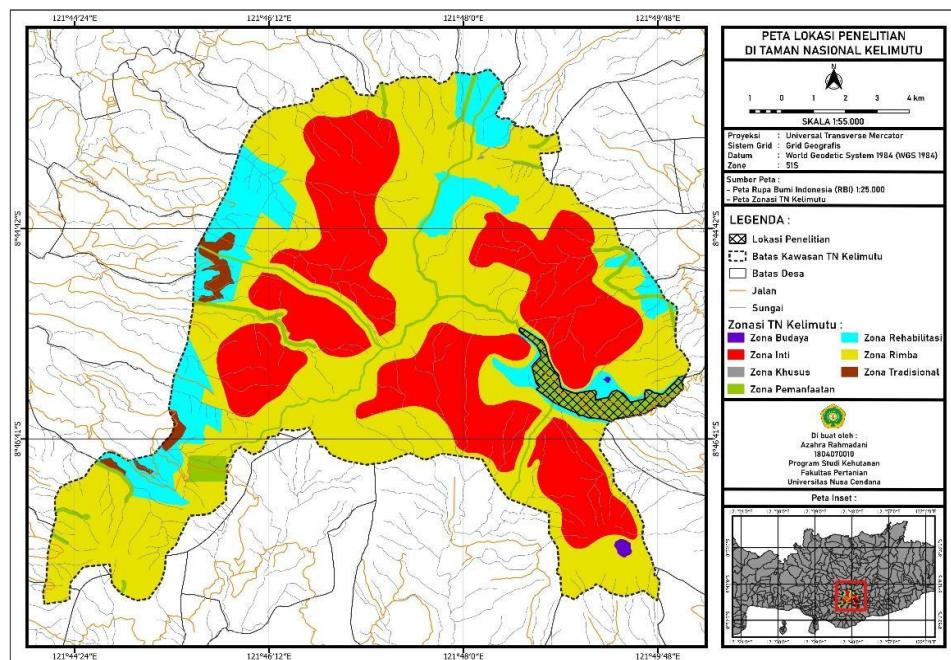 121°44'24"E 121°46'12"E 121°48'0"E 121°49'48"E
8°44'42"S
8°46'41"S
8°46'41"S
121°44'24"E 121°46'12"E 121°48'0"E 121°49'48"E
PETA LOKASI PENELITIAN
DI TAMAN NASIONAL KELIMUTU
N
1 0 1 2 3 4 km
SKALA 1:55.000
Proyeksi : Universal Transverse Mercator
Sistem Grid : Grid Geografis
Datum : World Geodetic System 1984 (WGS 1984)
Zone : 51S
Sumber Peta :
- Peta Rupa Bumi Indonesia (RBI) 1:25.000
- Peta Zonasi TN Kelimutu
LEGENDA :
Lokasi Penelitian
Batas Kawasan TN Kelimutu
Batas Desa
Jalan
Sungai
Zonasi TN Kelimutu :
Zona Budaya
Zona Rehabilitasi
Zona Inti
Zona Rimba
Zona Khusus
Zona Tradisional
Zona Pemanfaatan
Di buat oleh :
Azahra Rahmadani
1804070010
Program Studi Kehutanan
Fakultas Pertanian
Universitas Nusa Cendana
Peta Inset :